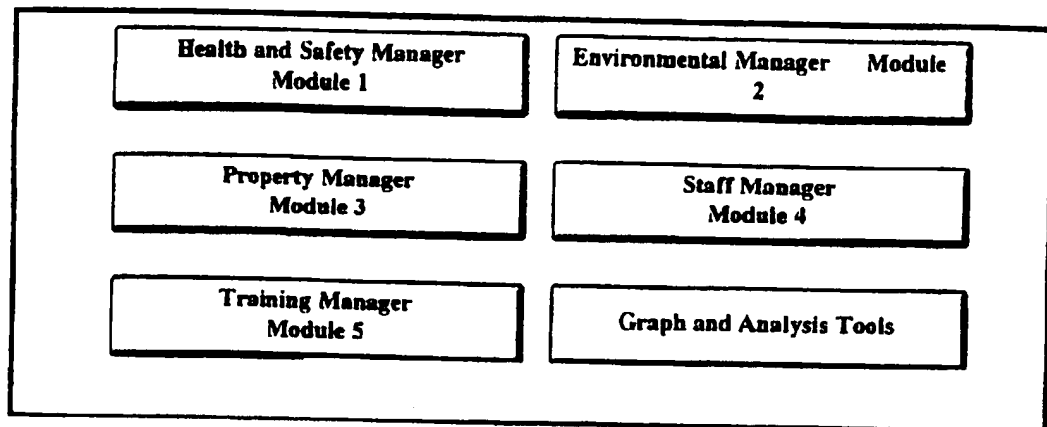 Health and Safety Manager
Module 1
Environmental Manager Module
2
Property Manager
Module 3
Staff Manager
Module 4
Training Manager
Module 5
Graph and Analysis Tools